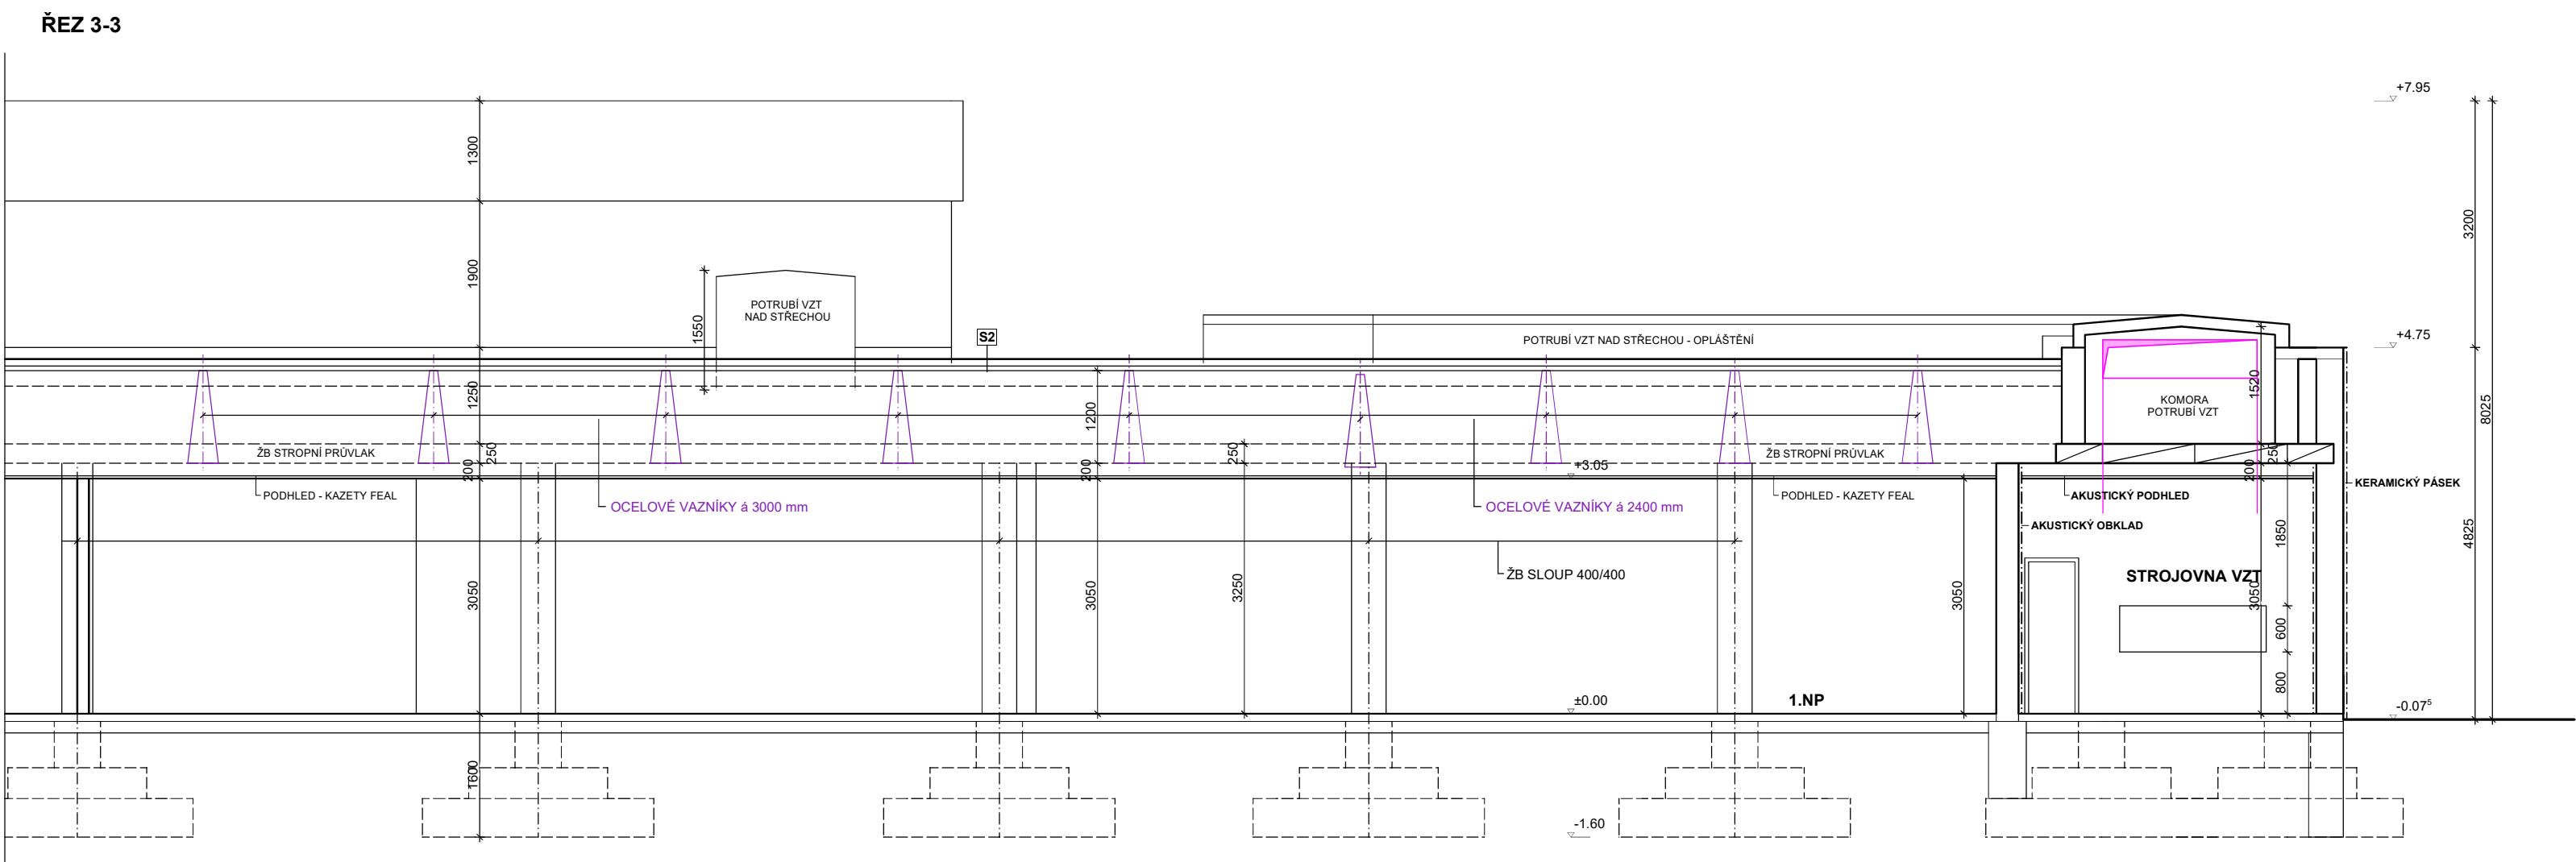 ŘEZ 3-3
+7.95
1300
3200
1900
POTRUBÍ VZT
NAD STŘECHOU
1550
S2
POTRUBÍ VZT NAD STŘECHOU - OPLÁŠTĚNÍ
+4.75
1250
1200
1520
KOMORA
POTRUBÍ VZT
8025
ŽB STROPNÍ PRŮVLAK
250
200
200
250
ŽB STROPNÍ PRŮVLAK
+3.05
200
250
PODHLED - KAZETY FEAL
OCELOVÉ VAZNÍKY á 3000 mm
OCELOVÉ VAZNÍKY á 2400 mm
PODHLED - KAZETY FEAL
AKUSTICKÝ PODHLED
KERAMICKÝ PÁSEK
AKUSTICKÝ OBKLAD
1850
4825
ŽB SLOUP 400/400
STROJOVNA VZT
3050
3050
3250
3050
3050
600
800
±0.00
1.NP
-0.07⁵
1600
-1.60